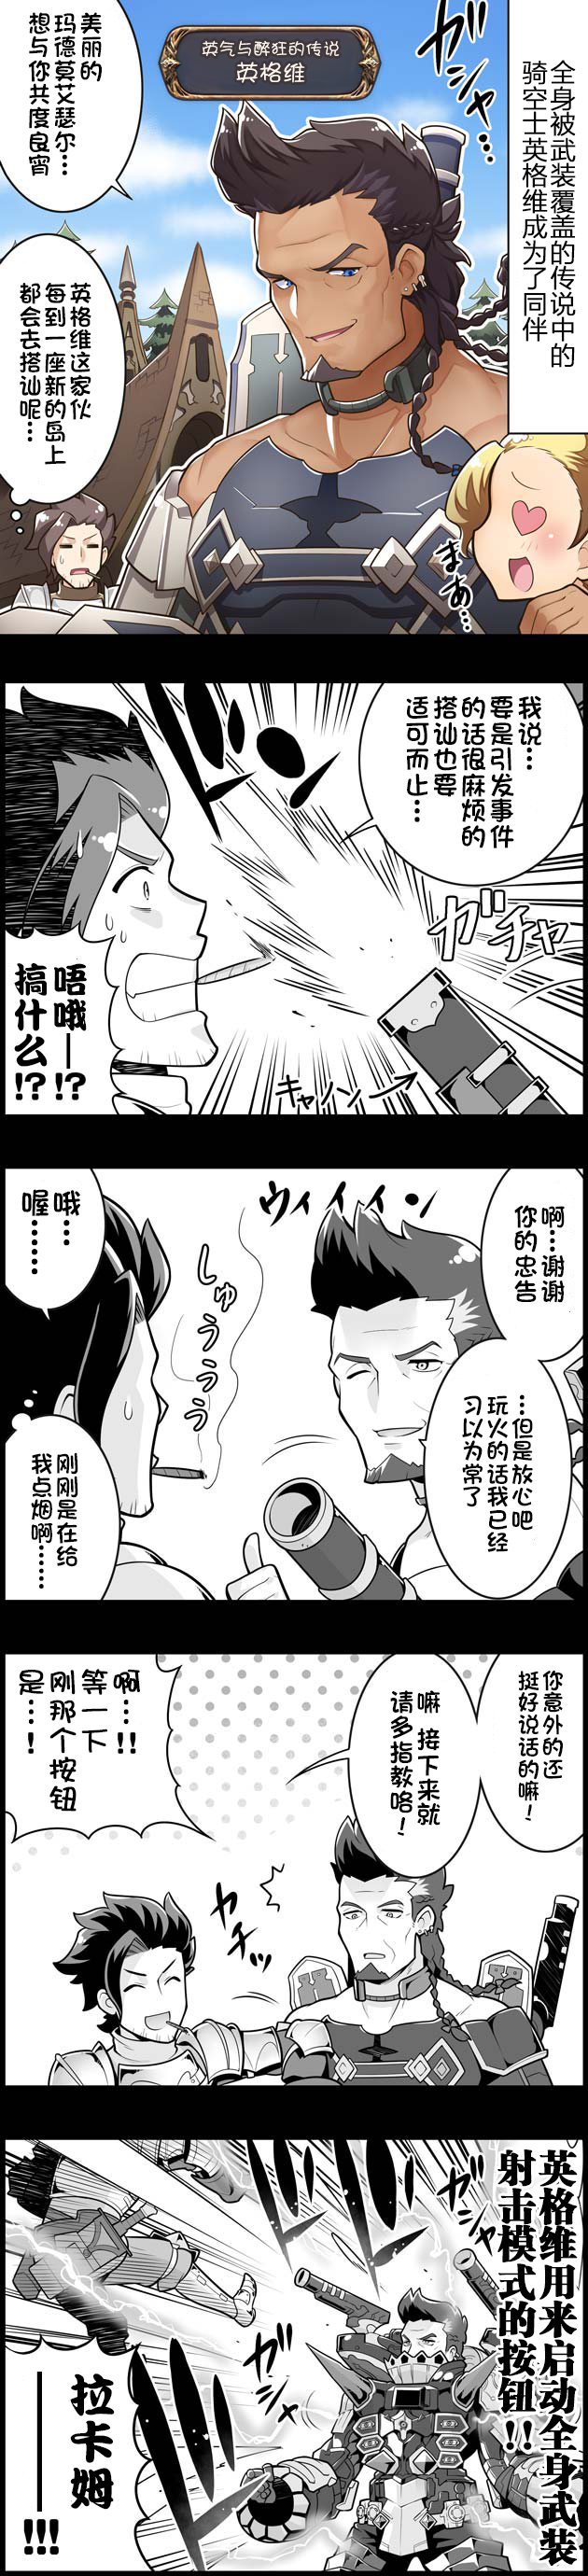 全身被武装覆盖的传说中的
骑空士英格维成为了同伴
ガシャ…
英气与醉狂的传说
英格维
美丽的
玛德莫艾瑟尔…
想与你共度良宵
英格维这家伙
每到一座新的岛上
都会去搭讪呢…
まぁ…
我说…
要是引发事件
的话很麻烦的
搭讪也要
适可而止…
ガチャ
キャノン
唔哦—!?
搞什么!?
啊…谢谢
你的忠告
…但是放心吧
玩火的话我已经
习以为常了
ウィイイィン
しゅうううう
哦…
喔……
刚刚是在给
我点烟啊……
你意外的还
挺好说话的嘛！
嘛 接下来就
请多指教咯！
カチッ
啊…!!
等一下
刚那个按钮
是…！
英格维用来启动全身武装
射击模式的按钮!!
拉卡姆
——!!!